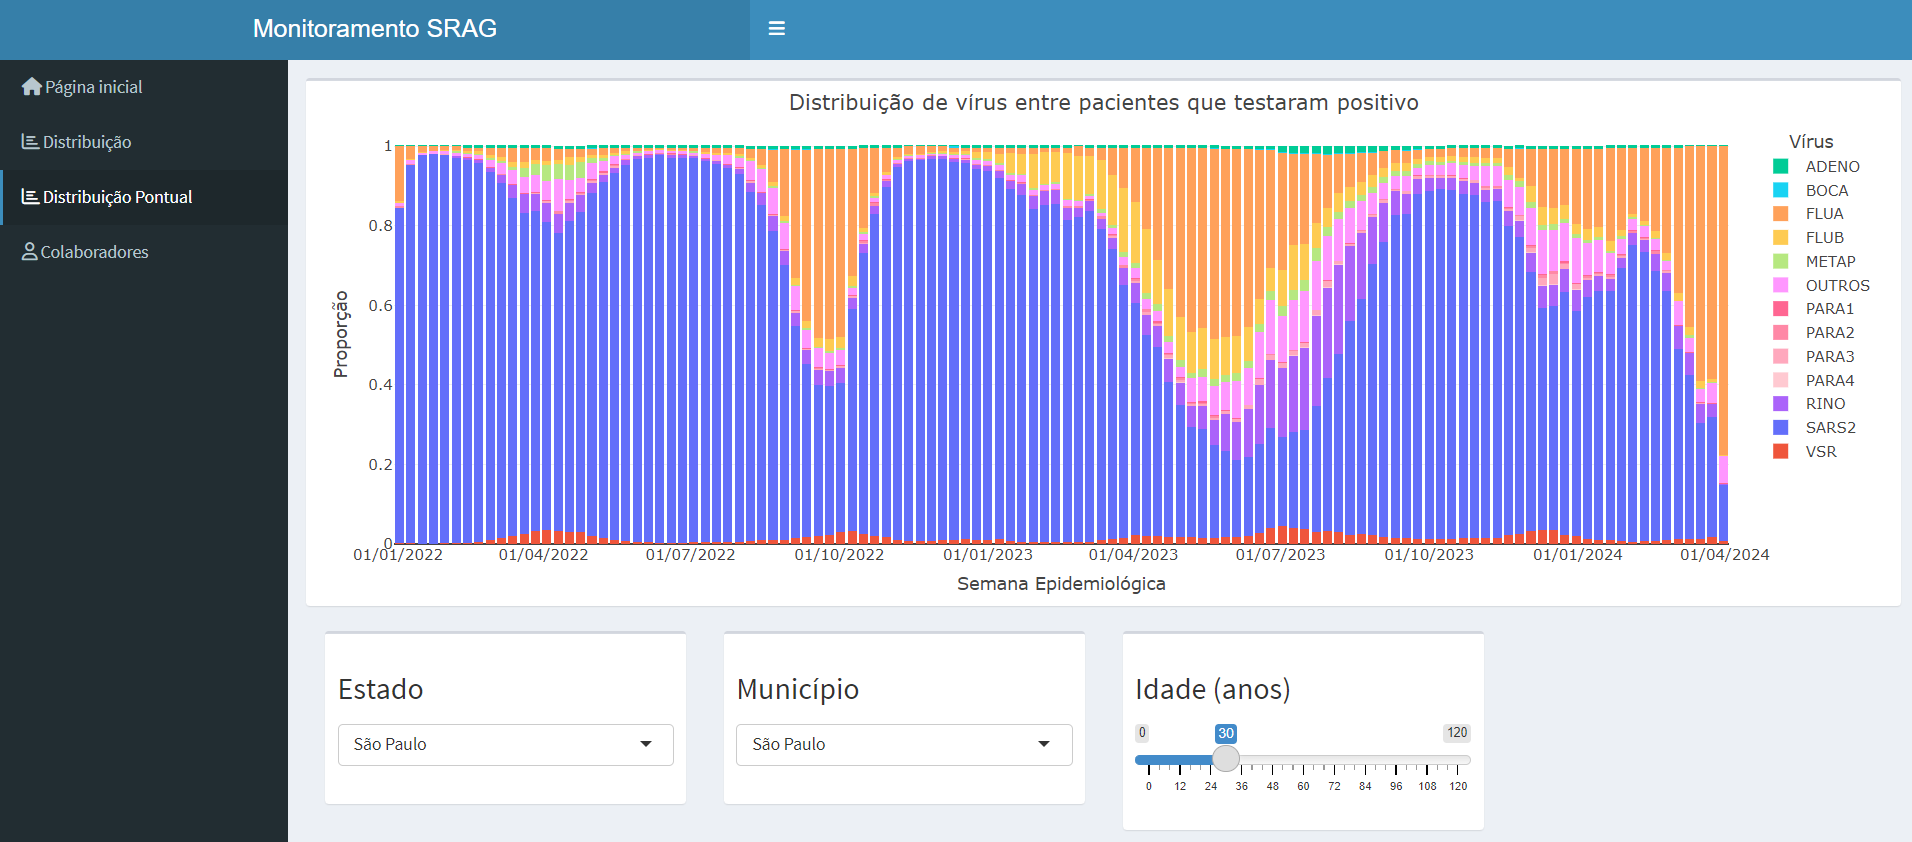 Monitoramento SRAG
Página inicial
Distribuição
Distribuição Pontual
Colaboradores
Distribuição de vírus entre pacientes que testaram positivo
Proporção
1
0.8
0.6
0.4
0.2
0
01/01/2022 01/04/2022 01/07/2022 01/10/2022 01/01/2023 01/04/2023 01/07/2023 01/10/2023 01/01/2024 01/04/2024
Semana Epidemiológica
Vírus
ADENO
BOCA
FLUA
FLUB
METAP
OUTROS
PARA1
PARA2
PARA3
PARA4
RINO
SARS2
VSR
Estado
São Paulo
Município
São Paulo
Idade (anos)
0 30 120
0 12 24 36 48 60 72 84 96 108 120